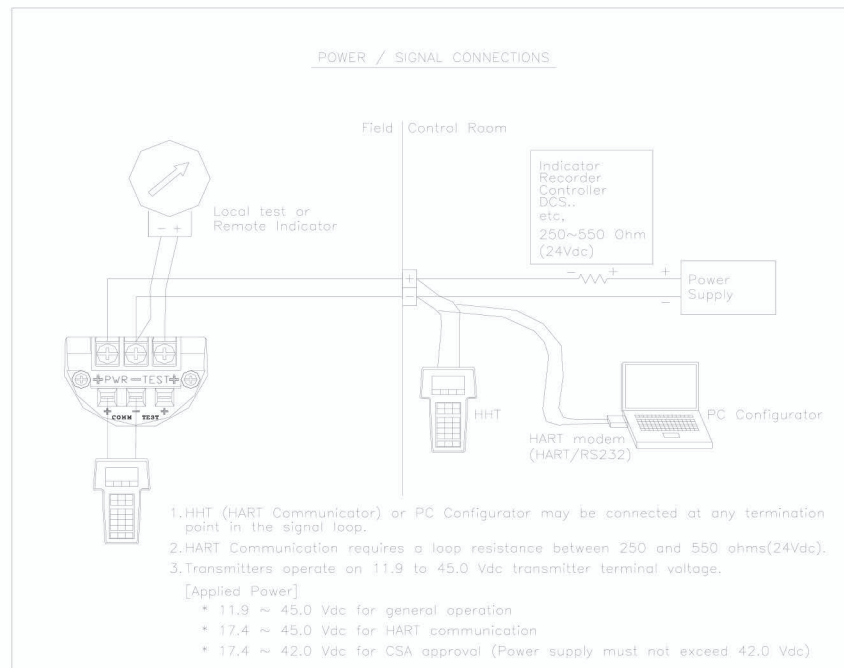 POWER / SIGNAL CONNECTIONS
Field
Control Room
Indicator
Recorder
Controller
DCS..
etc,
250~550 Ohm
(24Vdc)
Local test or
Remote Indicator
- +
- +
+
-
Power
Supply
+
-
+PWR-TEST+
+ - +
COMM TEST
HHT
HART modem
(HART/RS232)
PC Configurator
1.HHT (HART Communicator) or PC Configurator may be connected at any termination
point in the signal loop.
2.HART Communication requires a loop resistance between 250 and 550 ohms(24Vdc).
3.Transmitters operate on 11.9 to 45.0 Vdc transmitter terminal voltage.
[Applied Power]
* 11.9 ~ 45.0 Vdc for general operation
* 17.4 ~ 45.0 Vdc for HART communication
* 17.4 ~ 42.0 Vdc for CSA approval (Power supply must not exceed 42.0 Vdc)